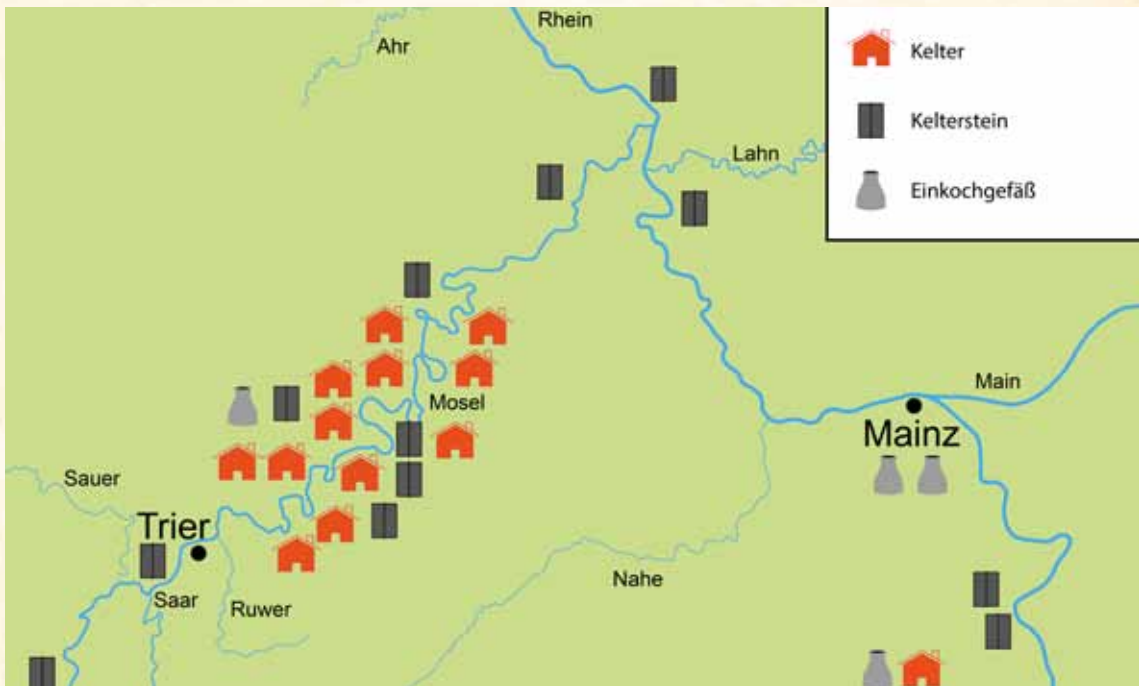 Rhein
Ahr
Kelter
Kelterstein
Lahn
Einkochgefäß
Main
Mosel
Mainz
Sauer
Trier
Nahe
Saar
Ruwer